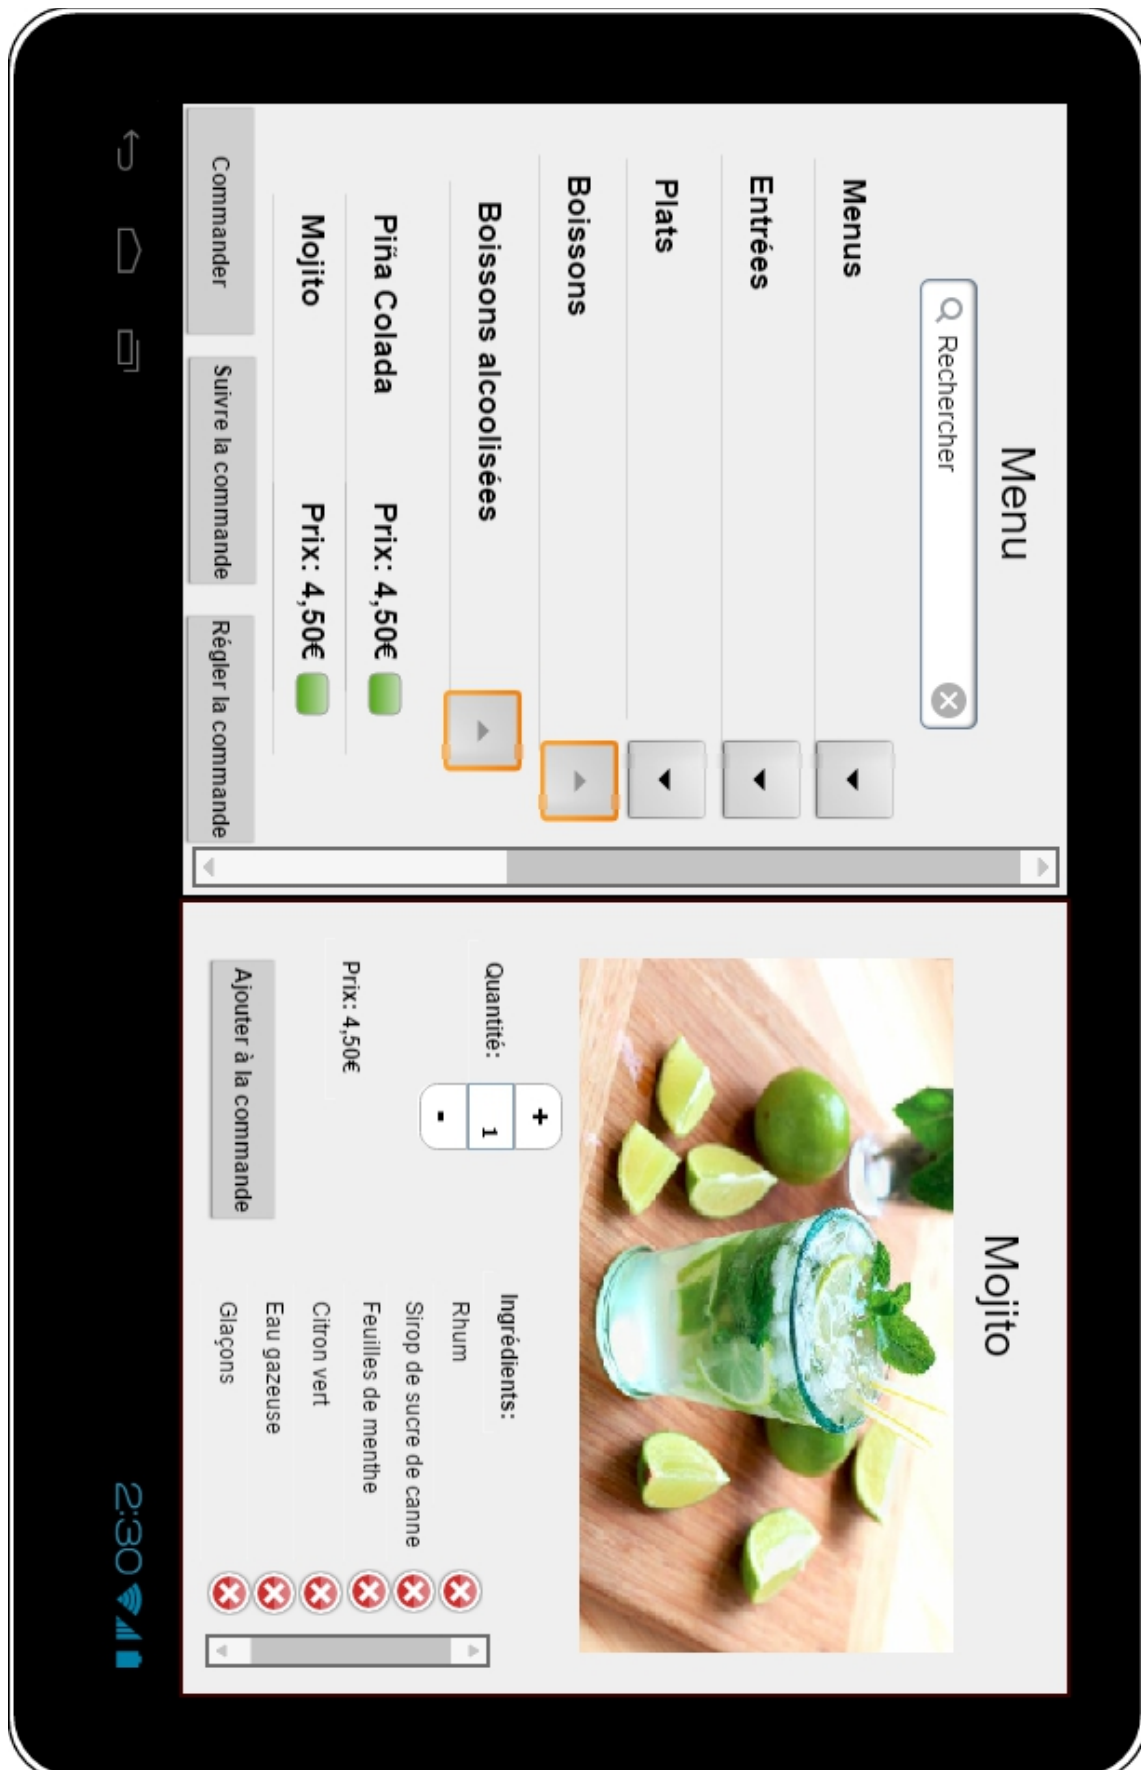 Menu
Rechercher
Menus
Entrées
Plats
Boissons
Boissons alcoolisées
Piña Colada Prix: 4,50€
Mojito Prix: 4,50€
Commander Suivre la commande Régler la commande
Mojito
Quantité:
+
1
-
Prix: 4,50€
Ajouter à la commande
Ingrédients:
Rhum
Sirop de sucre de canne
Feuilles de menthe
Citron vert
Eau gazeuse
Glaçons
2:30